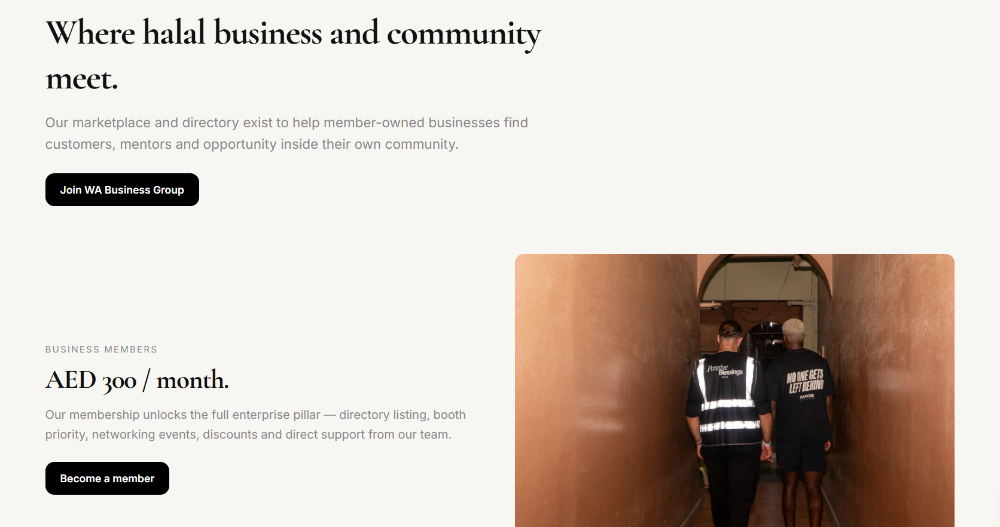 Where halal business and community
meet.
Our marketplace and directory exist to help member-owned businesses find
customers, mentors and opportunity inside their own community.
Join WA Business Group
BUSINESS MEMBERS
AED 300 / month.
Our membership unlocks the full enterprise pillar — directory listing, booth
priority, networking events, discounts and direct support from our team.
Become a member
Passive
Blessings
NO ONE GETS
LEFT BEHIND